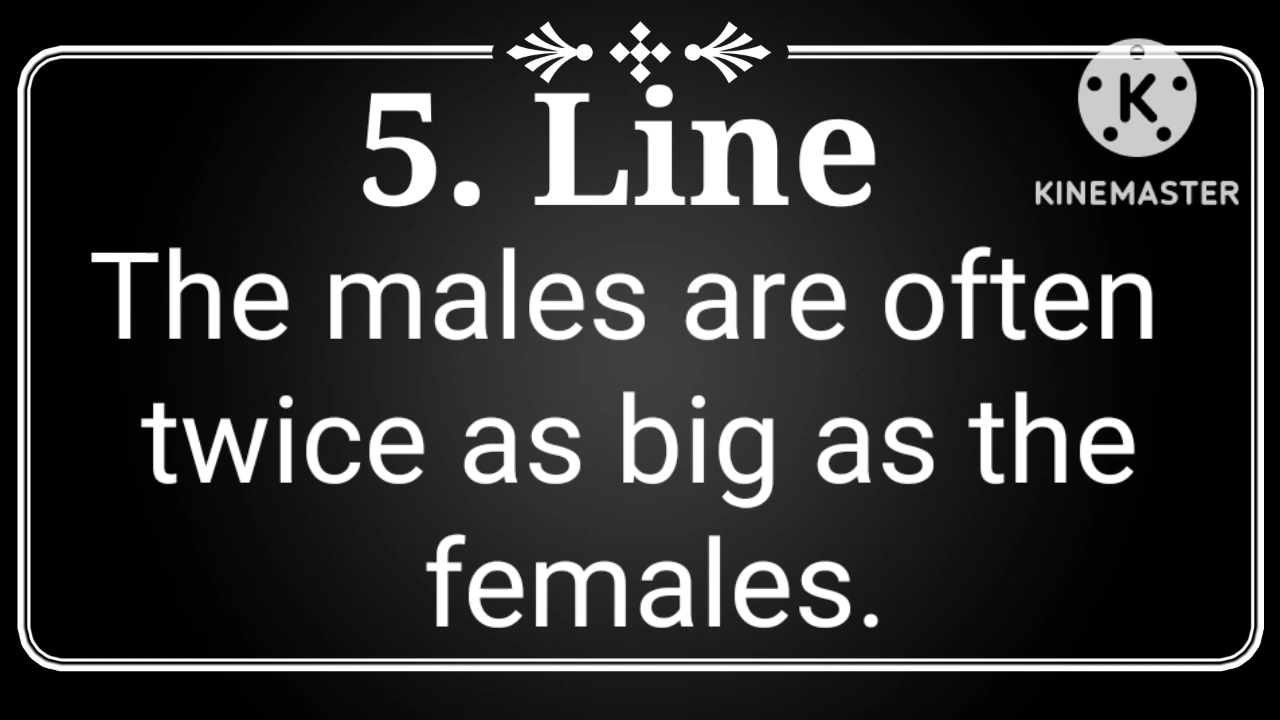 5. Line
K
KINEMASTER
The males are often
twice as big as the
females.